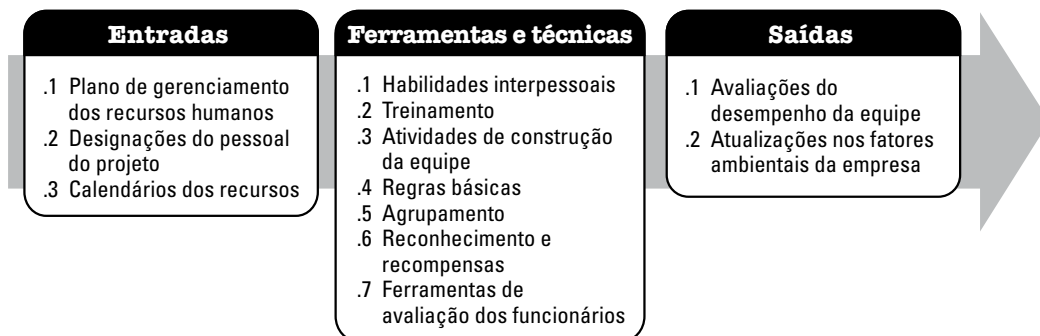 Entradas
.1 Plano de gerenciamento
dos recursos humanos
.2 Designações do pessoal
do projeto
.3 Calendários dos recursos
Ferramentas e técnicas
.1 Habilidades interpessoais
.2 Treinamento
.3 Atividades de construção
da equipe
.4 Regras básicas
.5 Agrupamento
.6 Reconhecimento e
recompensas
.7 Ferramentas de
avaliação dos funcionários
Saídas
.1 Avaliações do
desempenho da equipe
.2 Atualizações nos fatores
ambientais da empresa